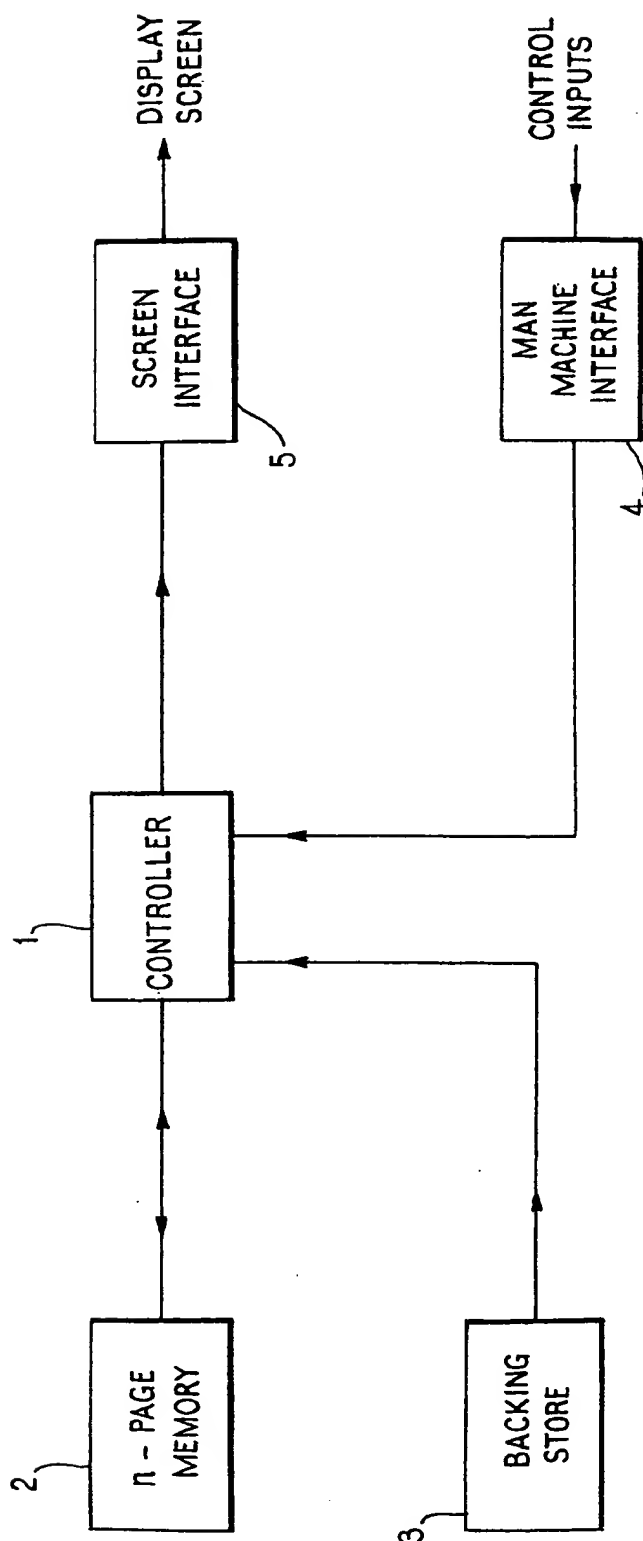 2
n - PAGE
MEMORY
1
CONTROLLER
SCREEN
INTERFACE
5
DISPLAY
SCREEN
3
BACKING
STORE
MAN
MACHINE
INTERFACE
4
CONTROL
INPUTS